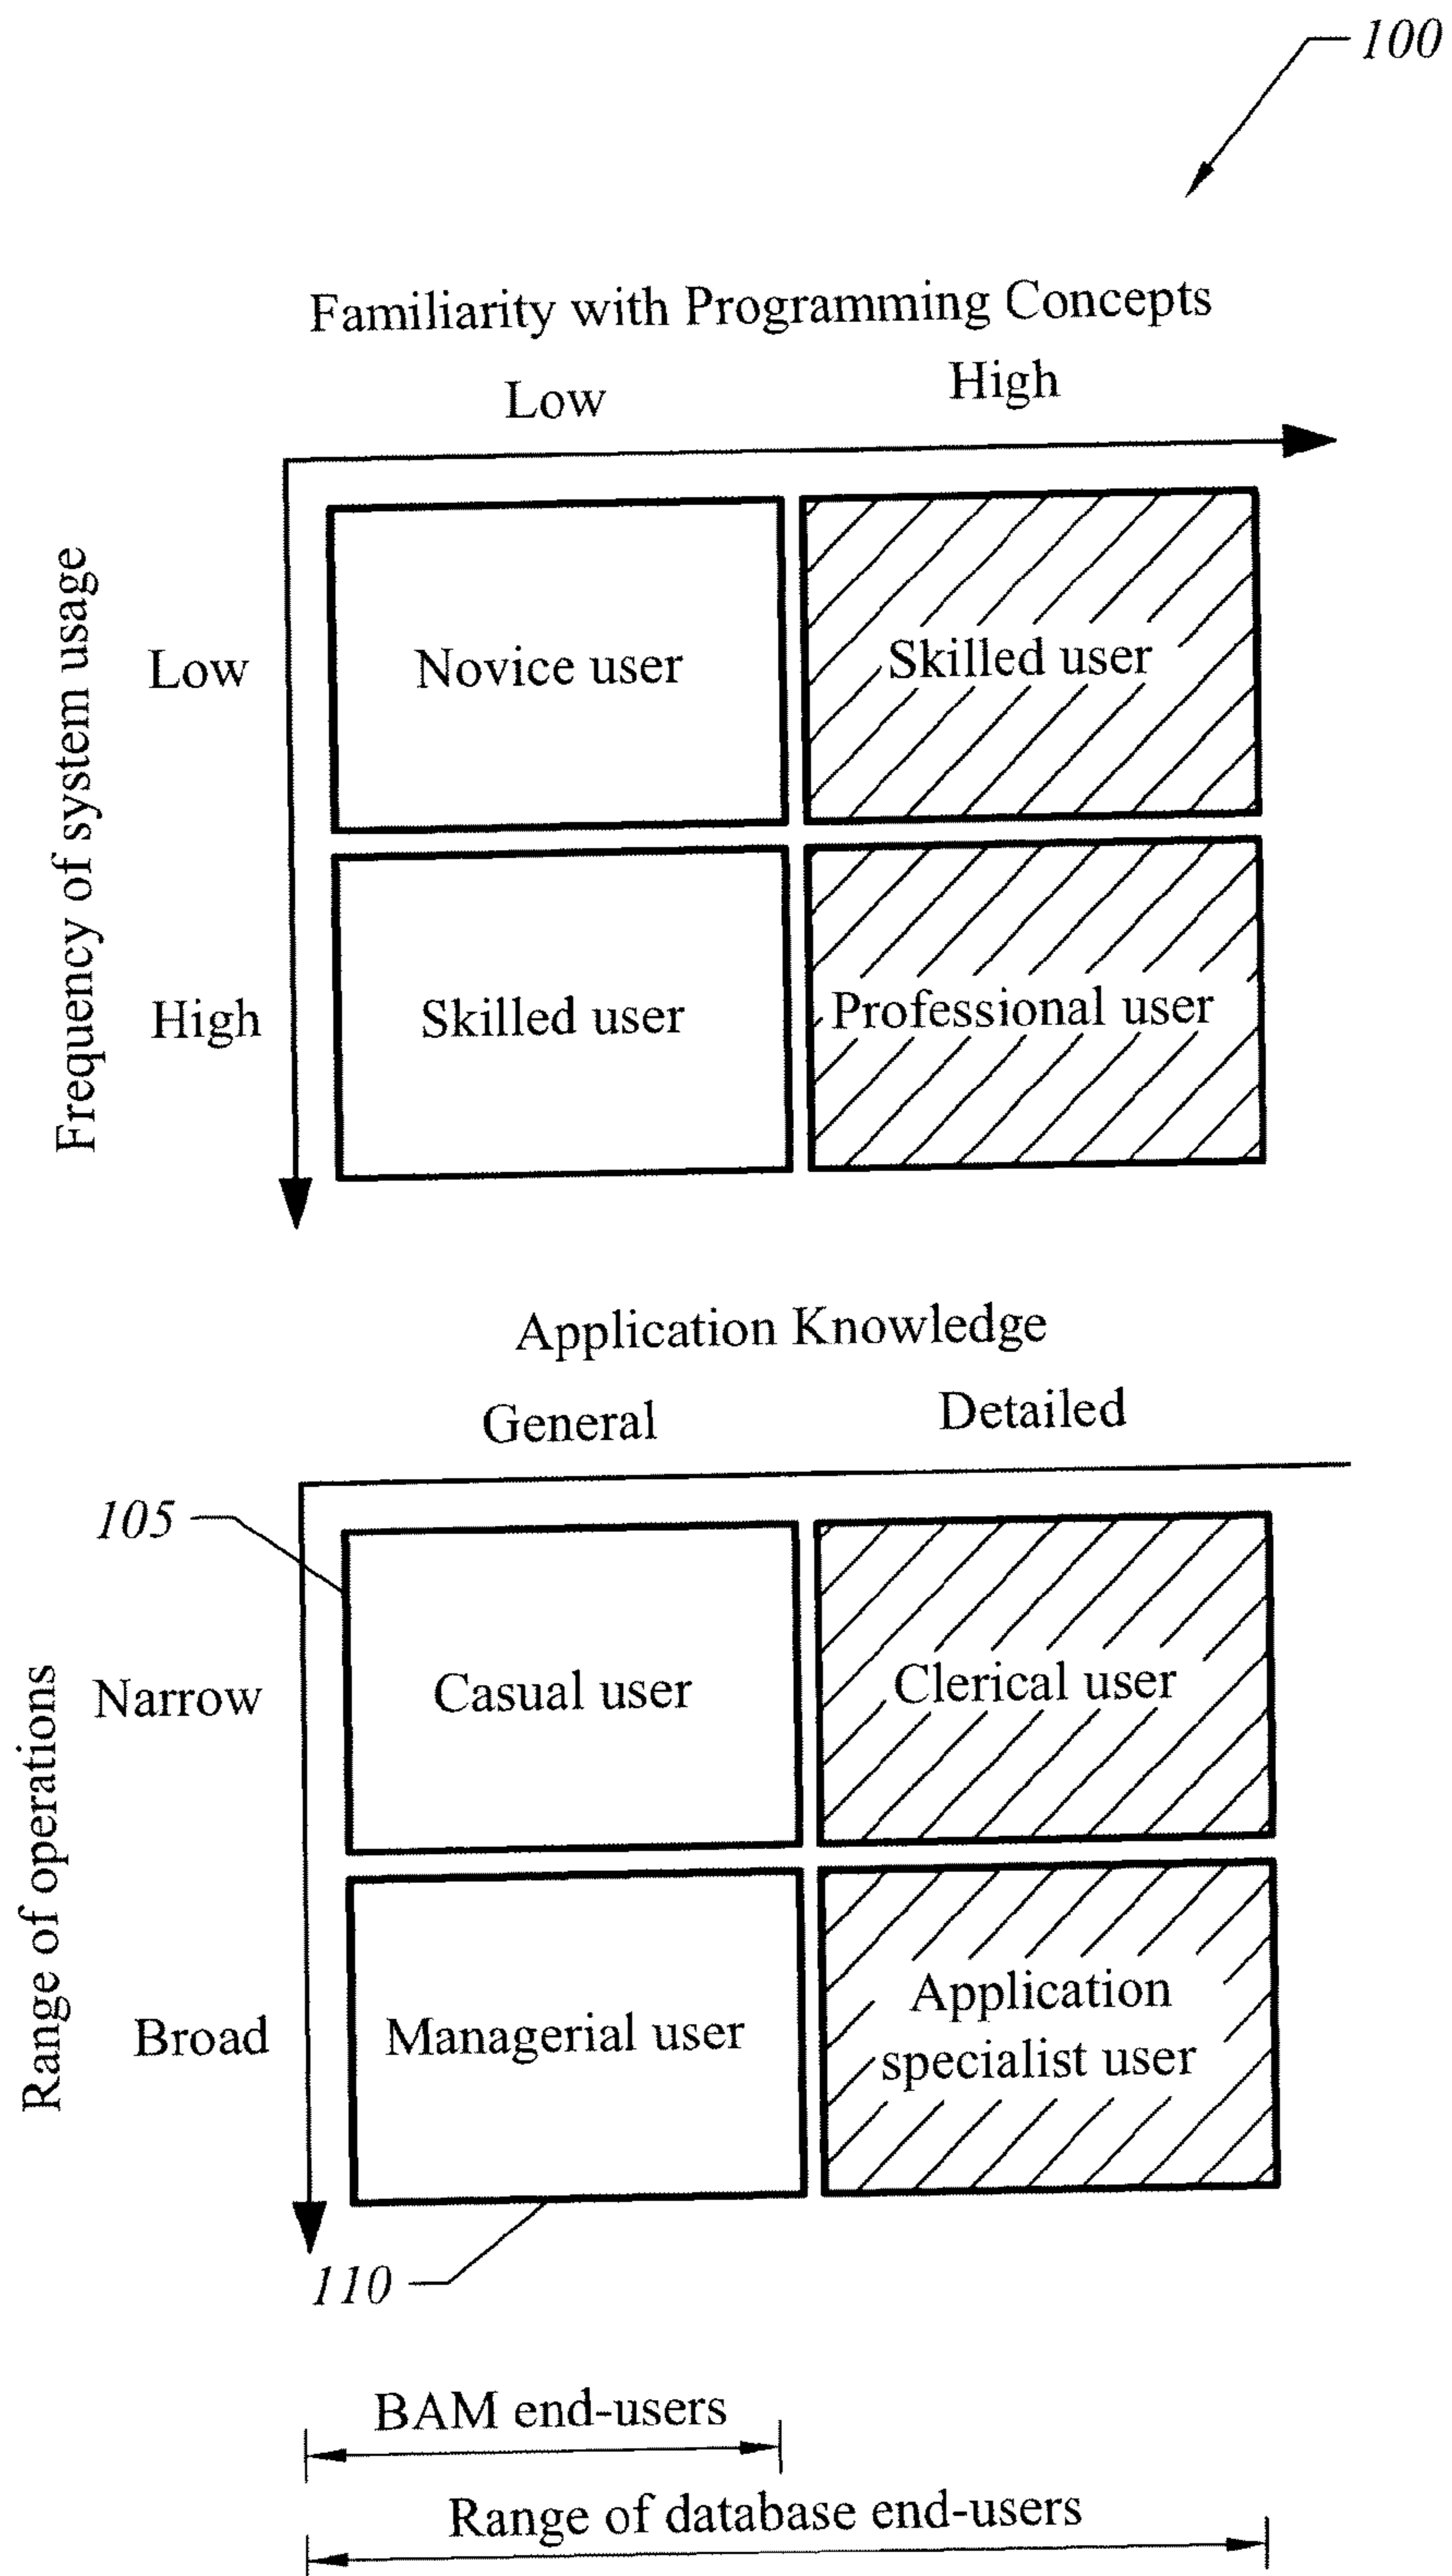 100
Familiarity with Programming Concepts
Low
High
Frequency of system usage
Low
Novice user
Skilled user
High
Skilled user
Professional user
Application Knowledge
General
Detailed
105
Range of operations
Narrow
Casual user
Clerical user
Broad
Managerial user
Application
specialist user
110
BAM end-users
Range of database end-users